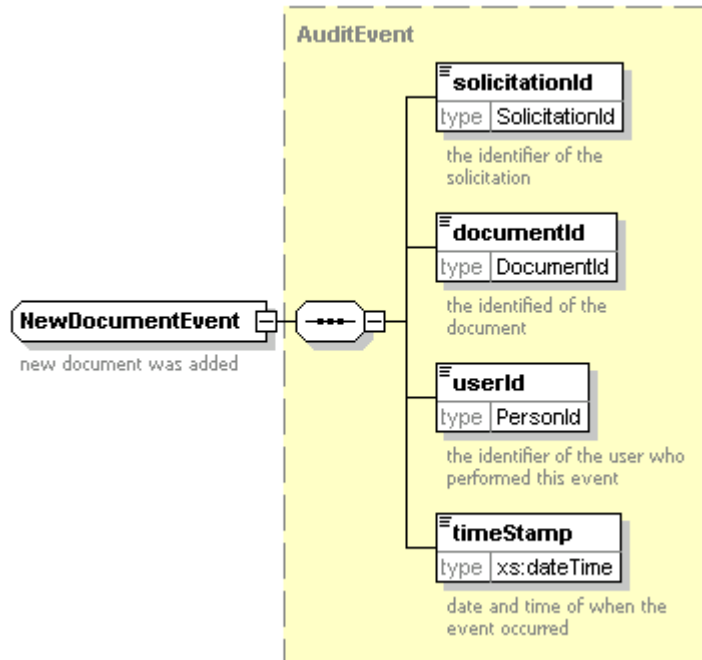 AuditEvent
solicitationId
type SolicitationId
the identifier of the
solicitation
documentId
type DocumentId
the identified of the
document
NewDocumentEvent
new document was added
userId
type PersonId
the identifier of the user who
performed this event
timeStamp
type xs:dateTime
date and time of when the
event occurred